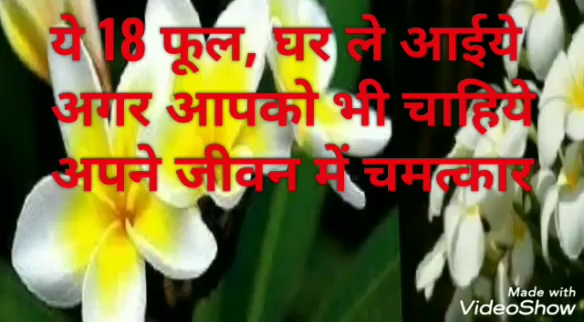 ये 18 फूल, घर ले आईये
अगर आपको भी चाहिये
अपने जीवन में चमत्कार
Made with
VideoShow